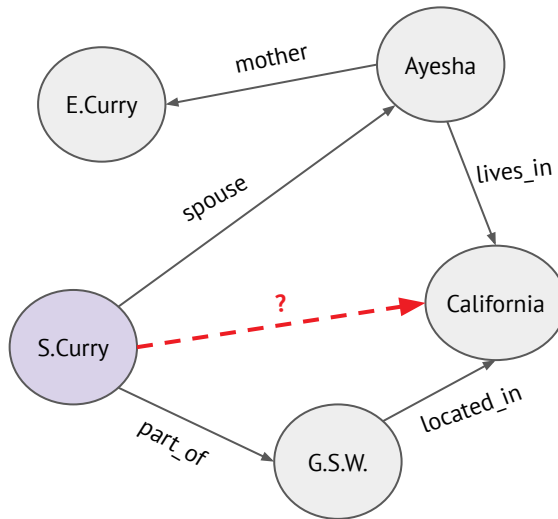 mother
Ayesha
E.Curry
spouse
lives_in
?
California
S.Curry
part_of
located_in
G.S.W.